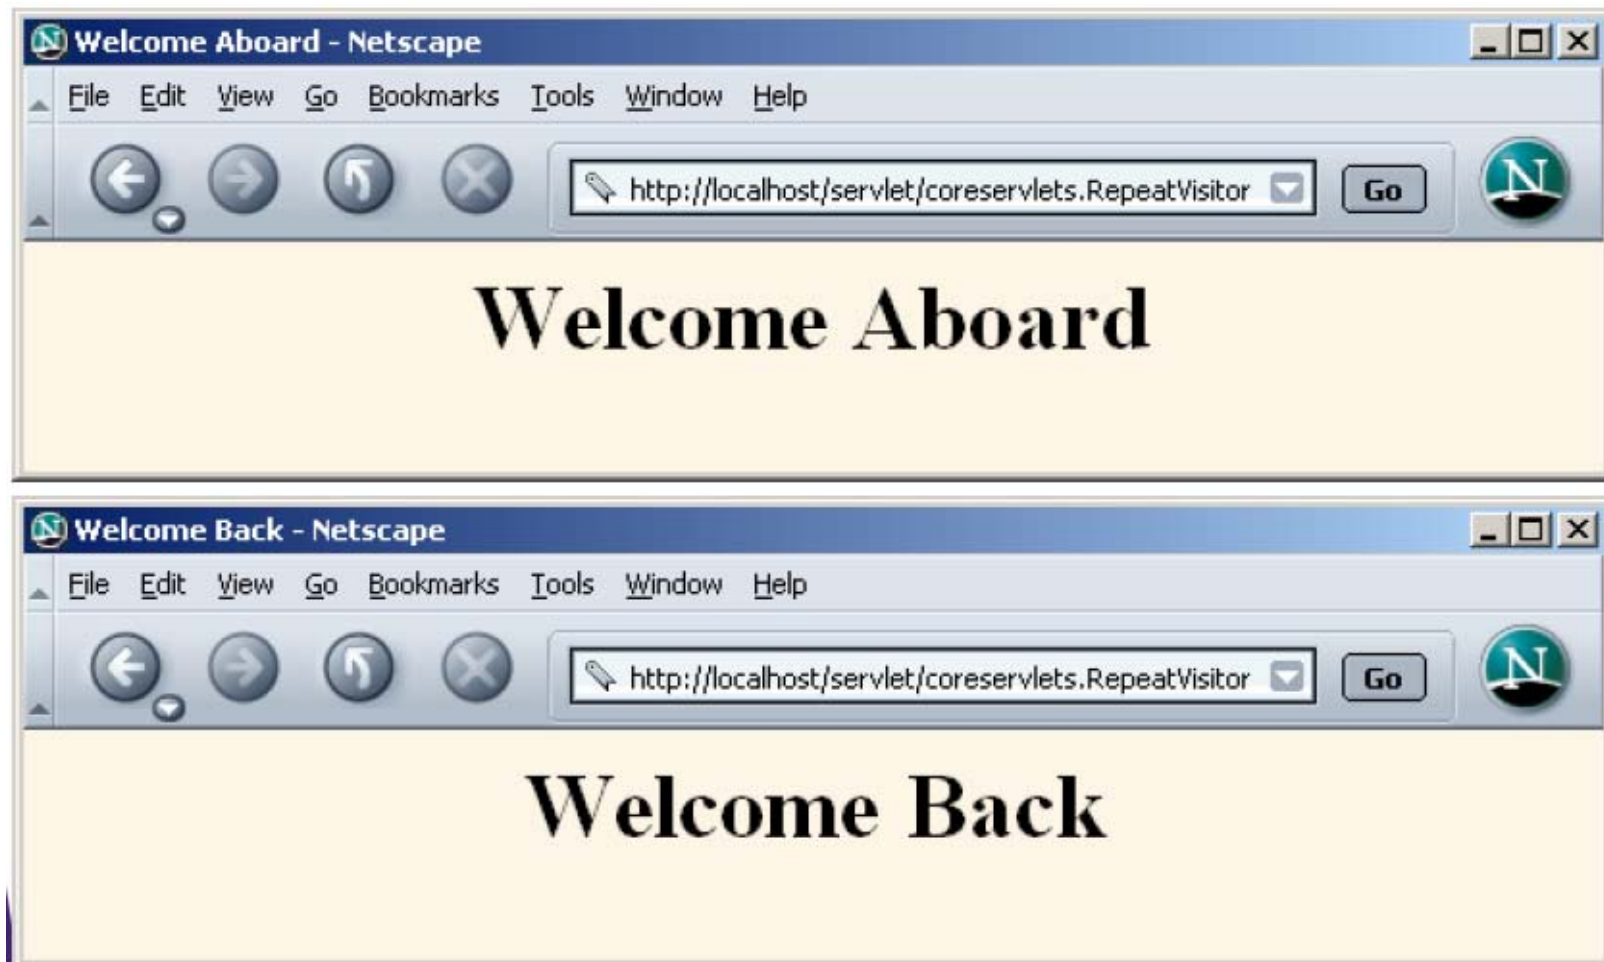 Welcome Aboard - Netscape
File Edit View Go Bookmarks Tools Window Help
http://localhost/servlet/coreservlets.RepeatVisitor Go N
Welcome Aboard
Welcome Back - Netscape
File Edit View Go Bookmarks Tools Window Help
http://localhost/servlet/coreservlets.RepeatVisitor Go N
Welcome Back